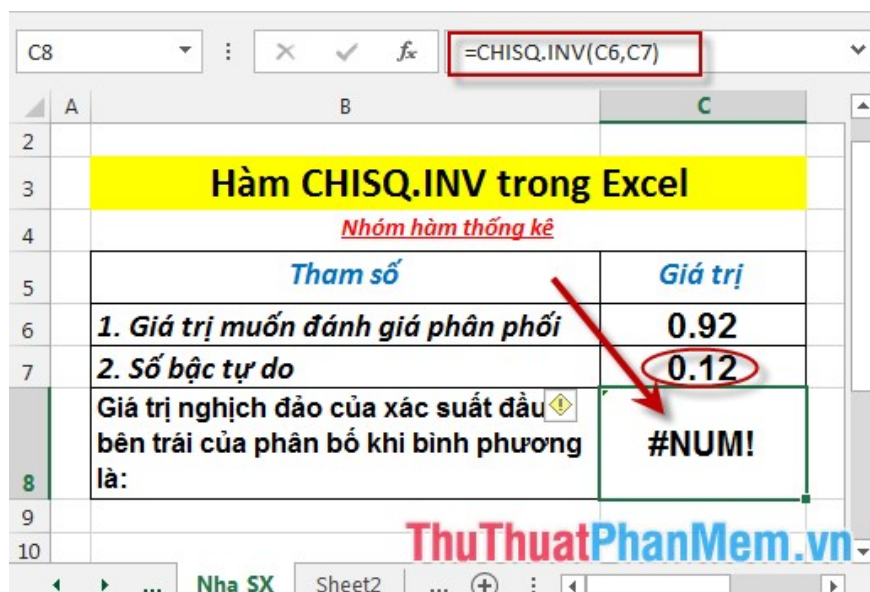 C8
fx
=CHISQ.INV(C6,C7)
A B C
2
3 Hàm CHISQ.INV trong Excel
4 Nhóm hàm thống kê
5 Tham số Giá trị
6 1. Giá trị muốn đánh giá phân phối 0.92
7 2. Số bậc tự do 0.12
Giá trị nghịch đảo của xác suất đầu
bên trái của phân bố khi bình phương
8 là: #NUM!
9
ThuThuatPhanMem.vn
10
... Nha SX Sheet2 ...